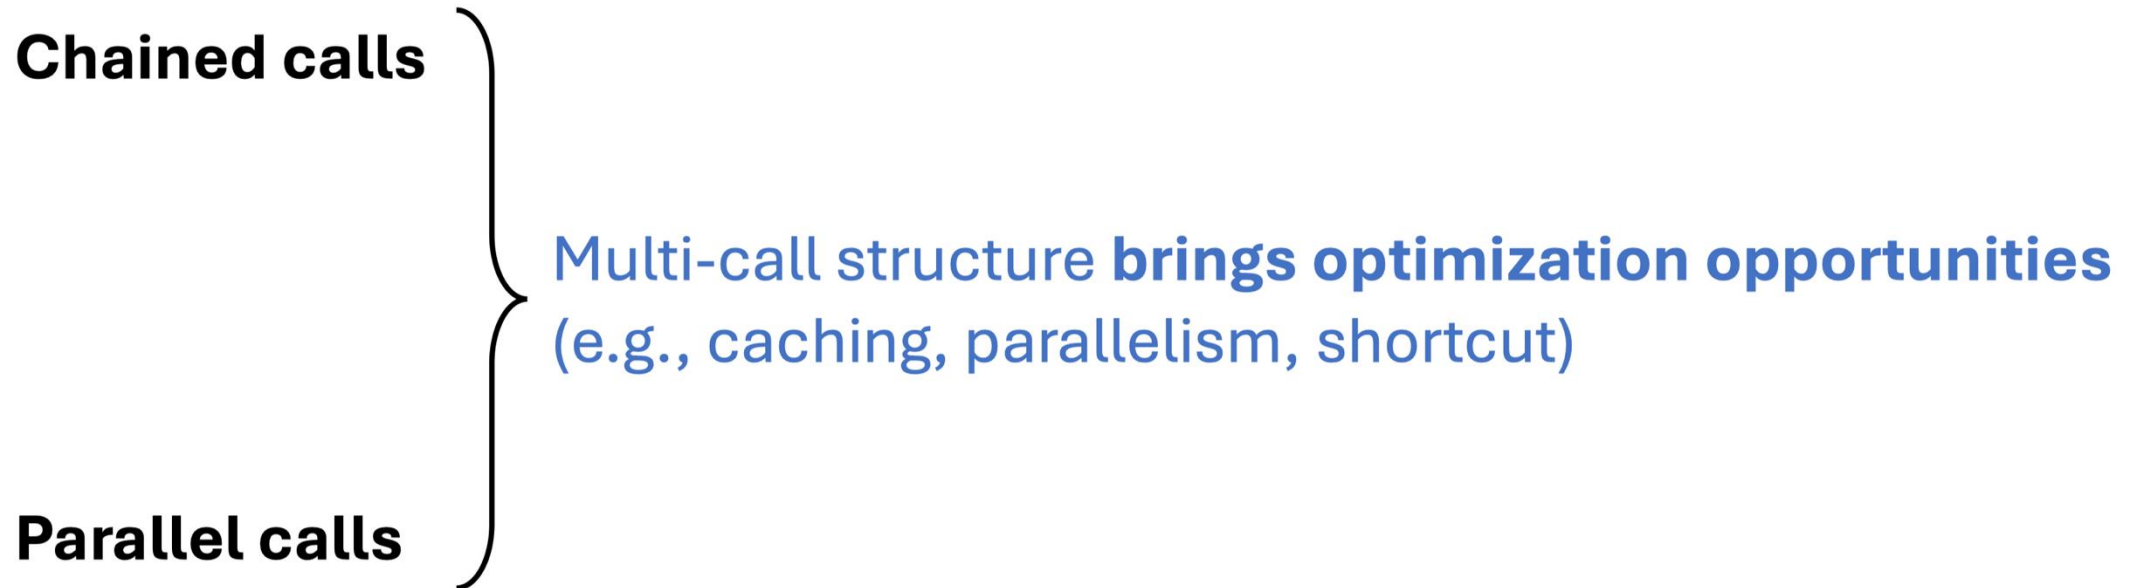 Chained calls
Multi-call structure brings optimization opportunities
(e.g., caching, parallelism, shortcut)
Parallel calls